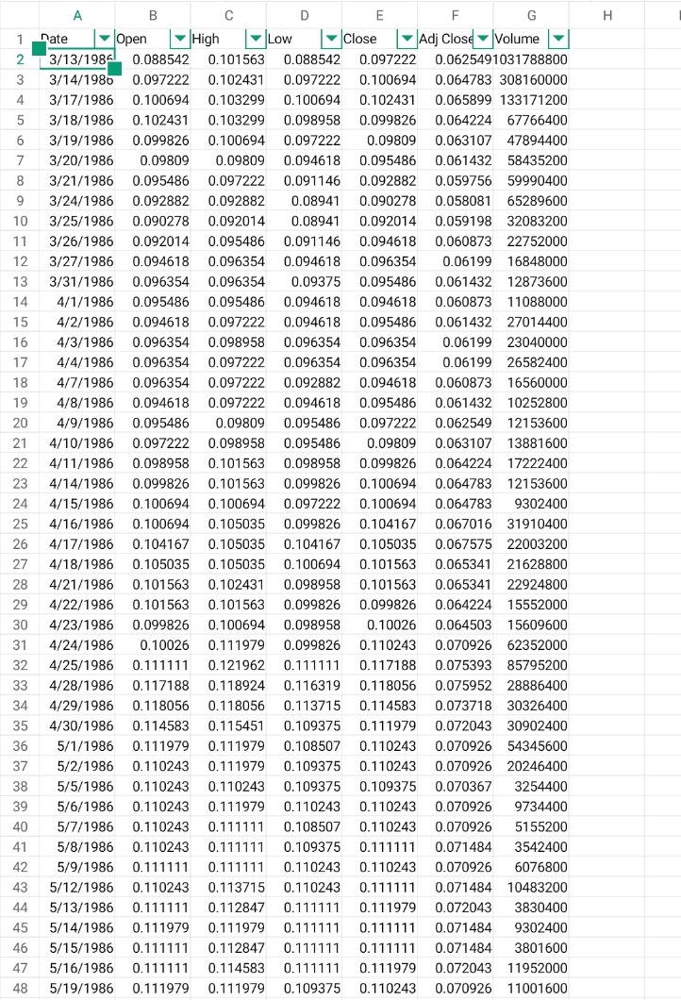 A B C D E F G H
1 Date Open High Low Close Adj Close Volume
2 3/13/1986 0.088542 0.101563 0.088542 0.097222 0.062549 1031788800
3 3/14/1986 0.097222 0.102431 0.097222 0.100694 0.064783 308160000
4 3/17/1986 0.100694 0.103299 0.100694 0.102431 0.065899 133171200
5 3/18/1986 0.102431 0.103299 0.098958 0.099826 0.064224 67766400
6 3/19/1986 0.099826 0.100694 0.097222 0.09809 0.063107 47894400
7 3/20/1986 0.09809 0.09809 0.094618 0.095486 0.061432 58435200
8 3/21/1986 0.095486 0.097222 0.091146 0.092882 0.059756 59990400
9 3/24/1986 0.092882 0.092882 0.08941 0.090278 0.058081 65289600
10 3/25/1986 0.090278 0.092014 0.08941 0.092014 0.059198 32083200
11 3/26/1986 0.092014 0.095486 0.091146 0.094618 0.060873 22752000
12 3/27/1986 0.094618 0.096354 0.094618 0.096354 0.06199 16848000
13 3/31/1986 0.096354 0.096354 0.09375 0.095486 0.061432 12873600
14 4/1/1986 0.095486 0.095486 0.094618 0.094618 0.060873 11088000
15 4/2/1986 0.094618 0.097222 0.094618 0.095486 0.061432 27014400
16 4/3/1986 0.096354 0.098958 0.096354 0.096354 0.06199 23040000
17 4/4/1986 0.096354 0.097222 0.096354 0.096354 0.06199 26582400
18 4/7/1986 0.096354 0.097222 0.092882 0.094618 0.060873 16560000
19 4/8/1986 0.094618 0.097222 0.094618 0.095486 0.061432 10252800
20 4/9/1986 0.095486 0.09809 0.095486 0.097222 0.062549 12153600
21 4/10/1986 0.097222 0.098958 0.095486 0.09809 0.063107 13881600
22 4/11/1986 0.098958 0.101563 0.098958 0.099826 0.064224 17222400
23 4/14/1986 0.099826 0.101563 0.099826 0.100694 0.064783 12153600
24 4/15/1986 0.100694 0.100694 0.097222 0.100694 0.064783 9302400
25 4/16/1986 0.100694 0.105035 0.099826 0.104167 0.067016 31910400
26 4/17/1986 0.104167 0.105035 0.104167 0.105035 0.067575 22003200
27 4/18/1986 0.105035 0.105035 0.100694 0.101563 0.065341 21628800
28 4/21/1986 0.101563 0.102431 0.098958 0.101563 0.065341 22924800
29 4/22/1986 0.101563 0.101563 0.099826 0.099826 0.064224 15552000
30 4/23/1986 0.099826 0.100694 0.098958 0.10026 0.064503 15609600
31 4/24/1986 0.10026 0.111979 0.099826 0.110243 0.070926 62352000
32 4/25/1986 0.111111 0.121962 0.111111 0.117188 0.075393 85795200
33 4/28/1986 0.117188 0.118924 0.116319 0.118056 0.075952 28886400
34 4/29/1986 0.118056 0.118056 0.113715 0.114583 0.073718 30326400
35 4/30/1986 0.114583 0.115451 0.109375 0.111979 0.072043 30902400
36 5/1/1986 0.111979 0.111979 0.108507 0.110243 0.070926 54345600
37 5/2/1986 0.110243 0.111979 0.109375 0.110243 0.070926 20246400
38 5/5/1986 0.110243 0.110243 0.109375 0.109375 0.070367 3254400
39 5/6/1986 0.110243 0.111979 0.110243 0.110243 0.070926 9734400
40 5/7/1986 0.110243 0.111111 0.108507 0.110243 0.070926 5155200
41 5/8/1986 0.110243 0.111111 0.109375 0.111111 0.071484 3542400
42 5/9/1986 0.111111 0.111111 0.110243 0.110243 0.070926 6076800
43 5/12/1986 0.110243 0.113715 0.110243 0.111111 0.071484 10483200
44 5/13/1986 0.111111 0.112847 0.111111 0.111979 0.072043 3830400
45 5/14/1986 0.111979 0.111979 0.111111 0.111111 0.071484 9302400
46 5/15/1986 0.111111 0.112847 0.111111 0.111111 0.071484 3801600
47 5/16/1986 0.111111 0.114583 0.111111 0.111979 0.072043 11952000
48 5/19/1986 0.111979 0.111979 0.109375 0.110243 0.070926 11001600